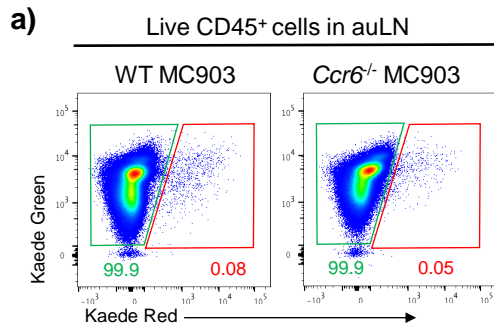 a)
Live CD45⁺ cells in auLN
WT MC903
Ccr6⁻/⁻ MC903
Kaede Green
10⁵
10⁴
10³
0
99.9
0.08
-10³ 0 10³ 10⁴ 10⁵
10⁵
10⁴
10³
0
99.9
0.05
-10³ 0 10³ 10⁴ 10⁵
Kaede Red